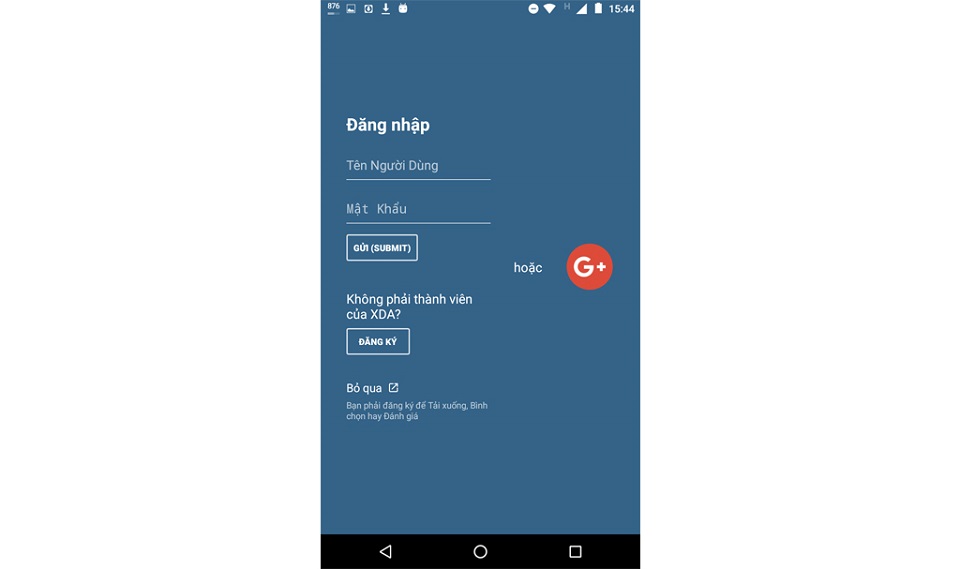 876 H 15:44
Đăng nhập
Tên Người Dùng
Mật Khẩu
GỬI (SUBMIT)
hoặc G+
Không phải thành viên
của XDA?
ĐĂNG KÝ
Bỏ qua
Bạn phải đăng ký để Tải xuống, Bình
chọn hay Đánh giá